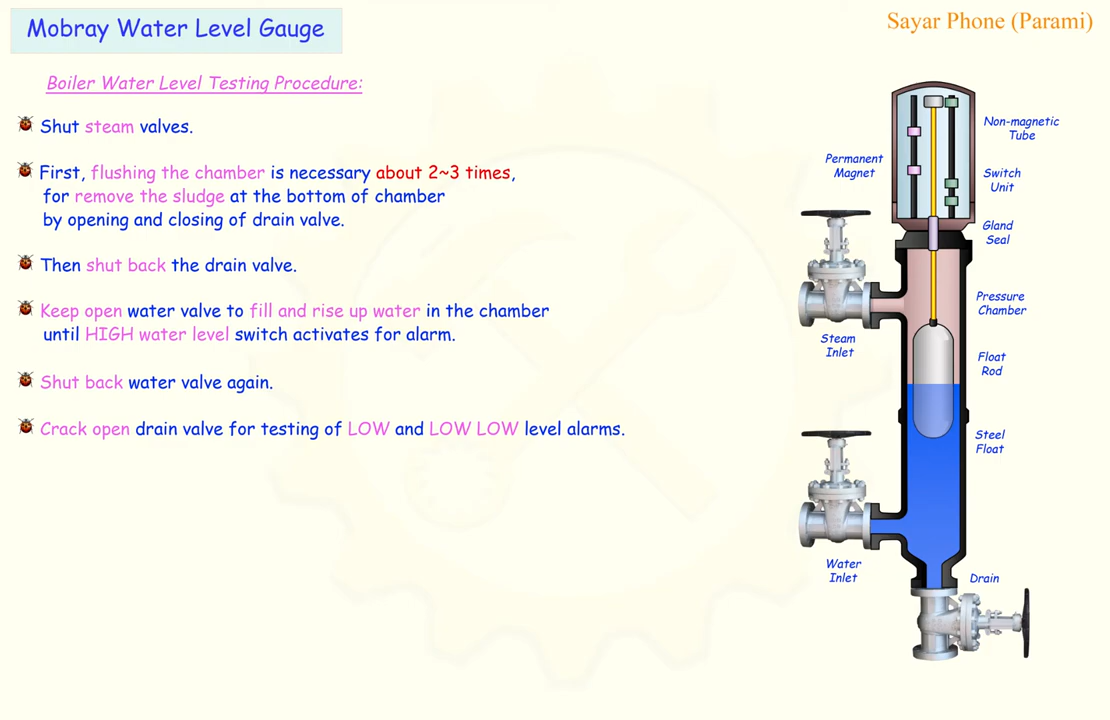 Mobray Water Level Gauge
Sayar Phone (Parami)
Boiler Water Level Testing Procedure:
Shut steam valves.
First, flushing the chamber is necessary about 2~3 times,
for remove the sludge at the bottom of chamber
by opening and closing of drain valve.
Then shut back the drain valve.
Keep open water valve to fill and rise up water in the chamber
until HIGH water level switch activates for alarm.
Shut back water valve again.
Crack open drain valve for testing of LOW and LOW LOW level alarms.
Non-magnetic
Tube
Permanent
Magnet
Switch
Unit
Gland
Seal
Pressure
Chamber
Steam
Inlet
Float
Rod
Steel
Float
Water
Inlet
Drain